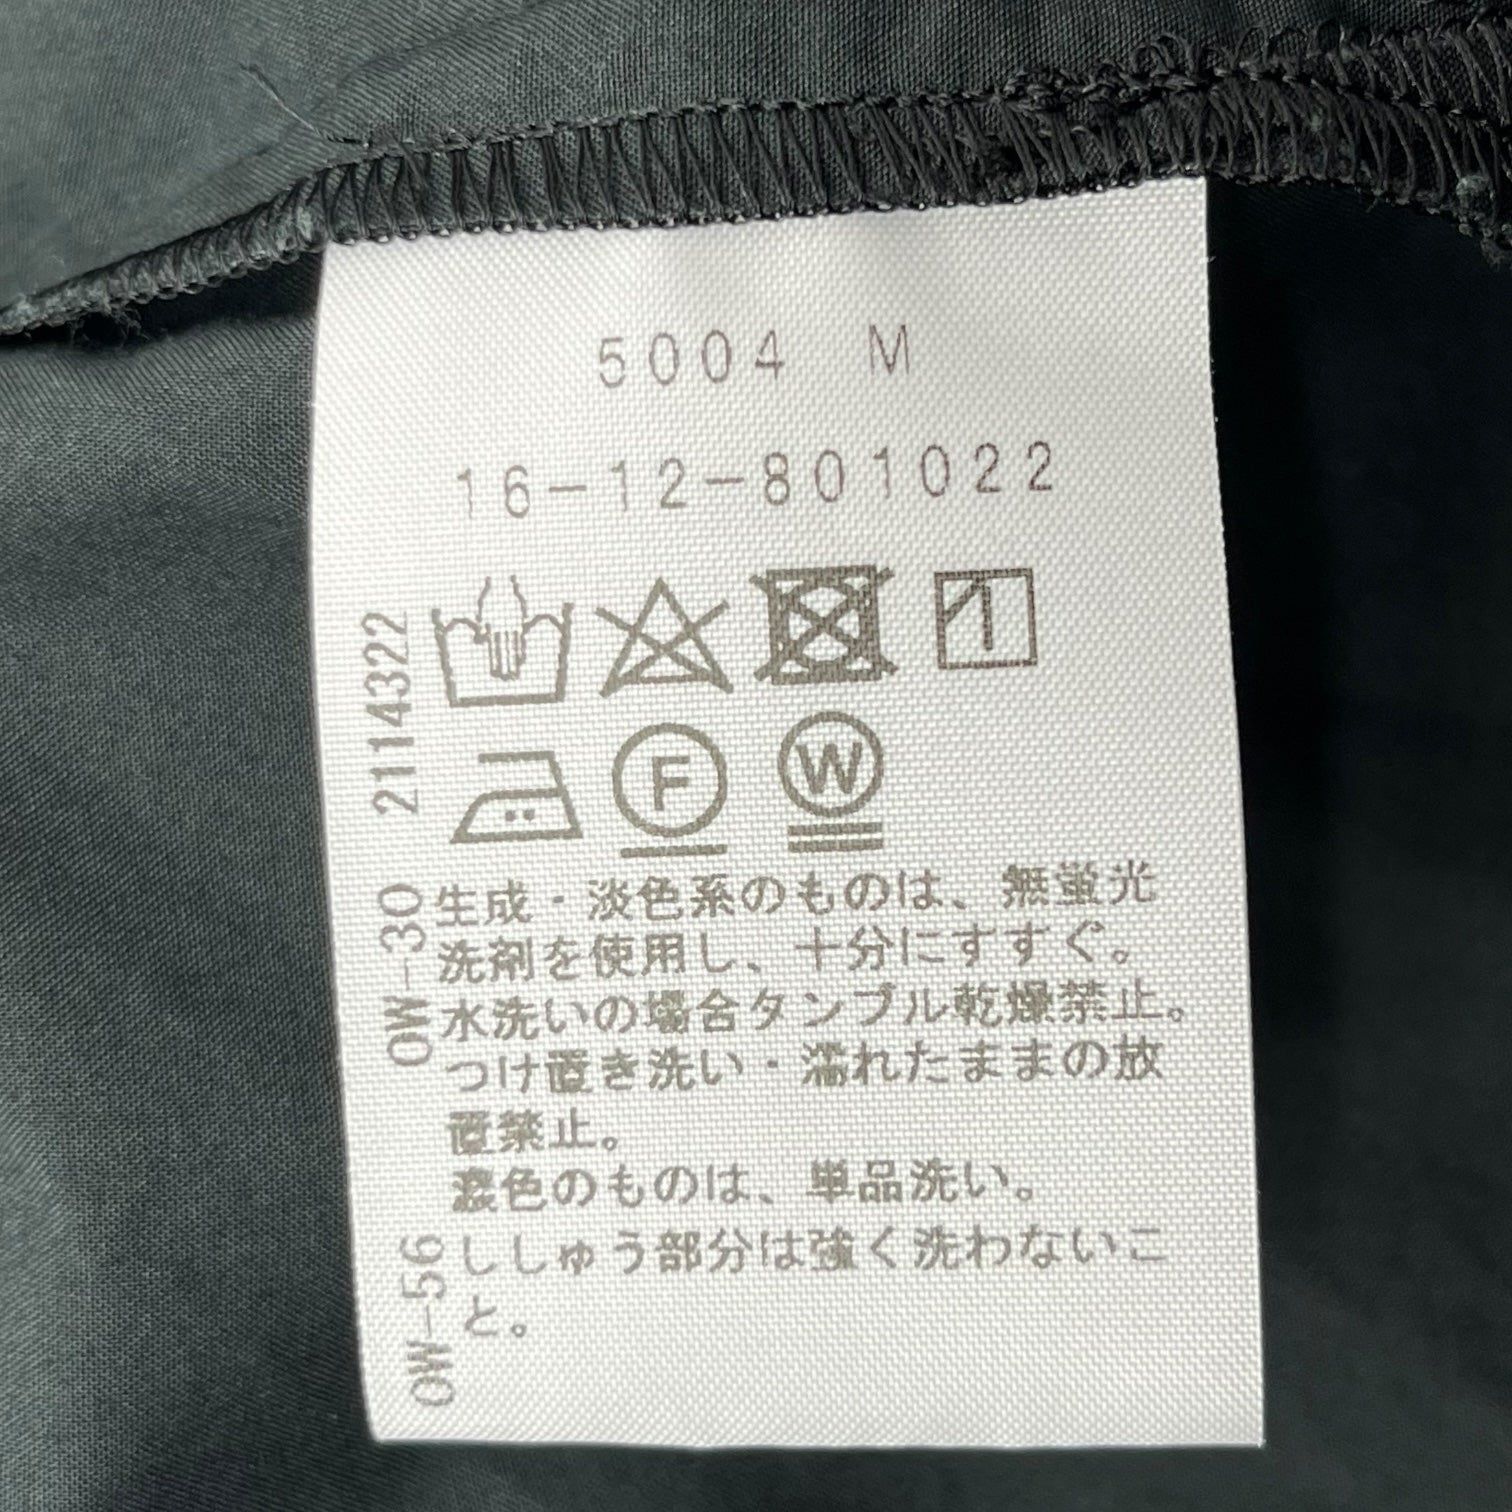 5004 M
16-12-801022
F W
生成・淡色系のものは、無蛍光
洗剤を使用し、十分にすすぐ。
水洗いの場合タンブル乾燥禁止。
つけ置き洗い・濡れたままの放
置禁止。
濃色のものは、単品洗い。
ししゅう部分は強く洗わないこ
と。
OW-56 OW-30 2114322